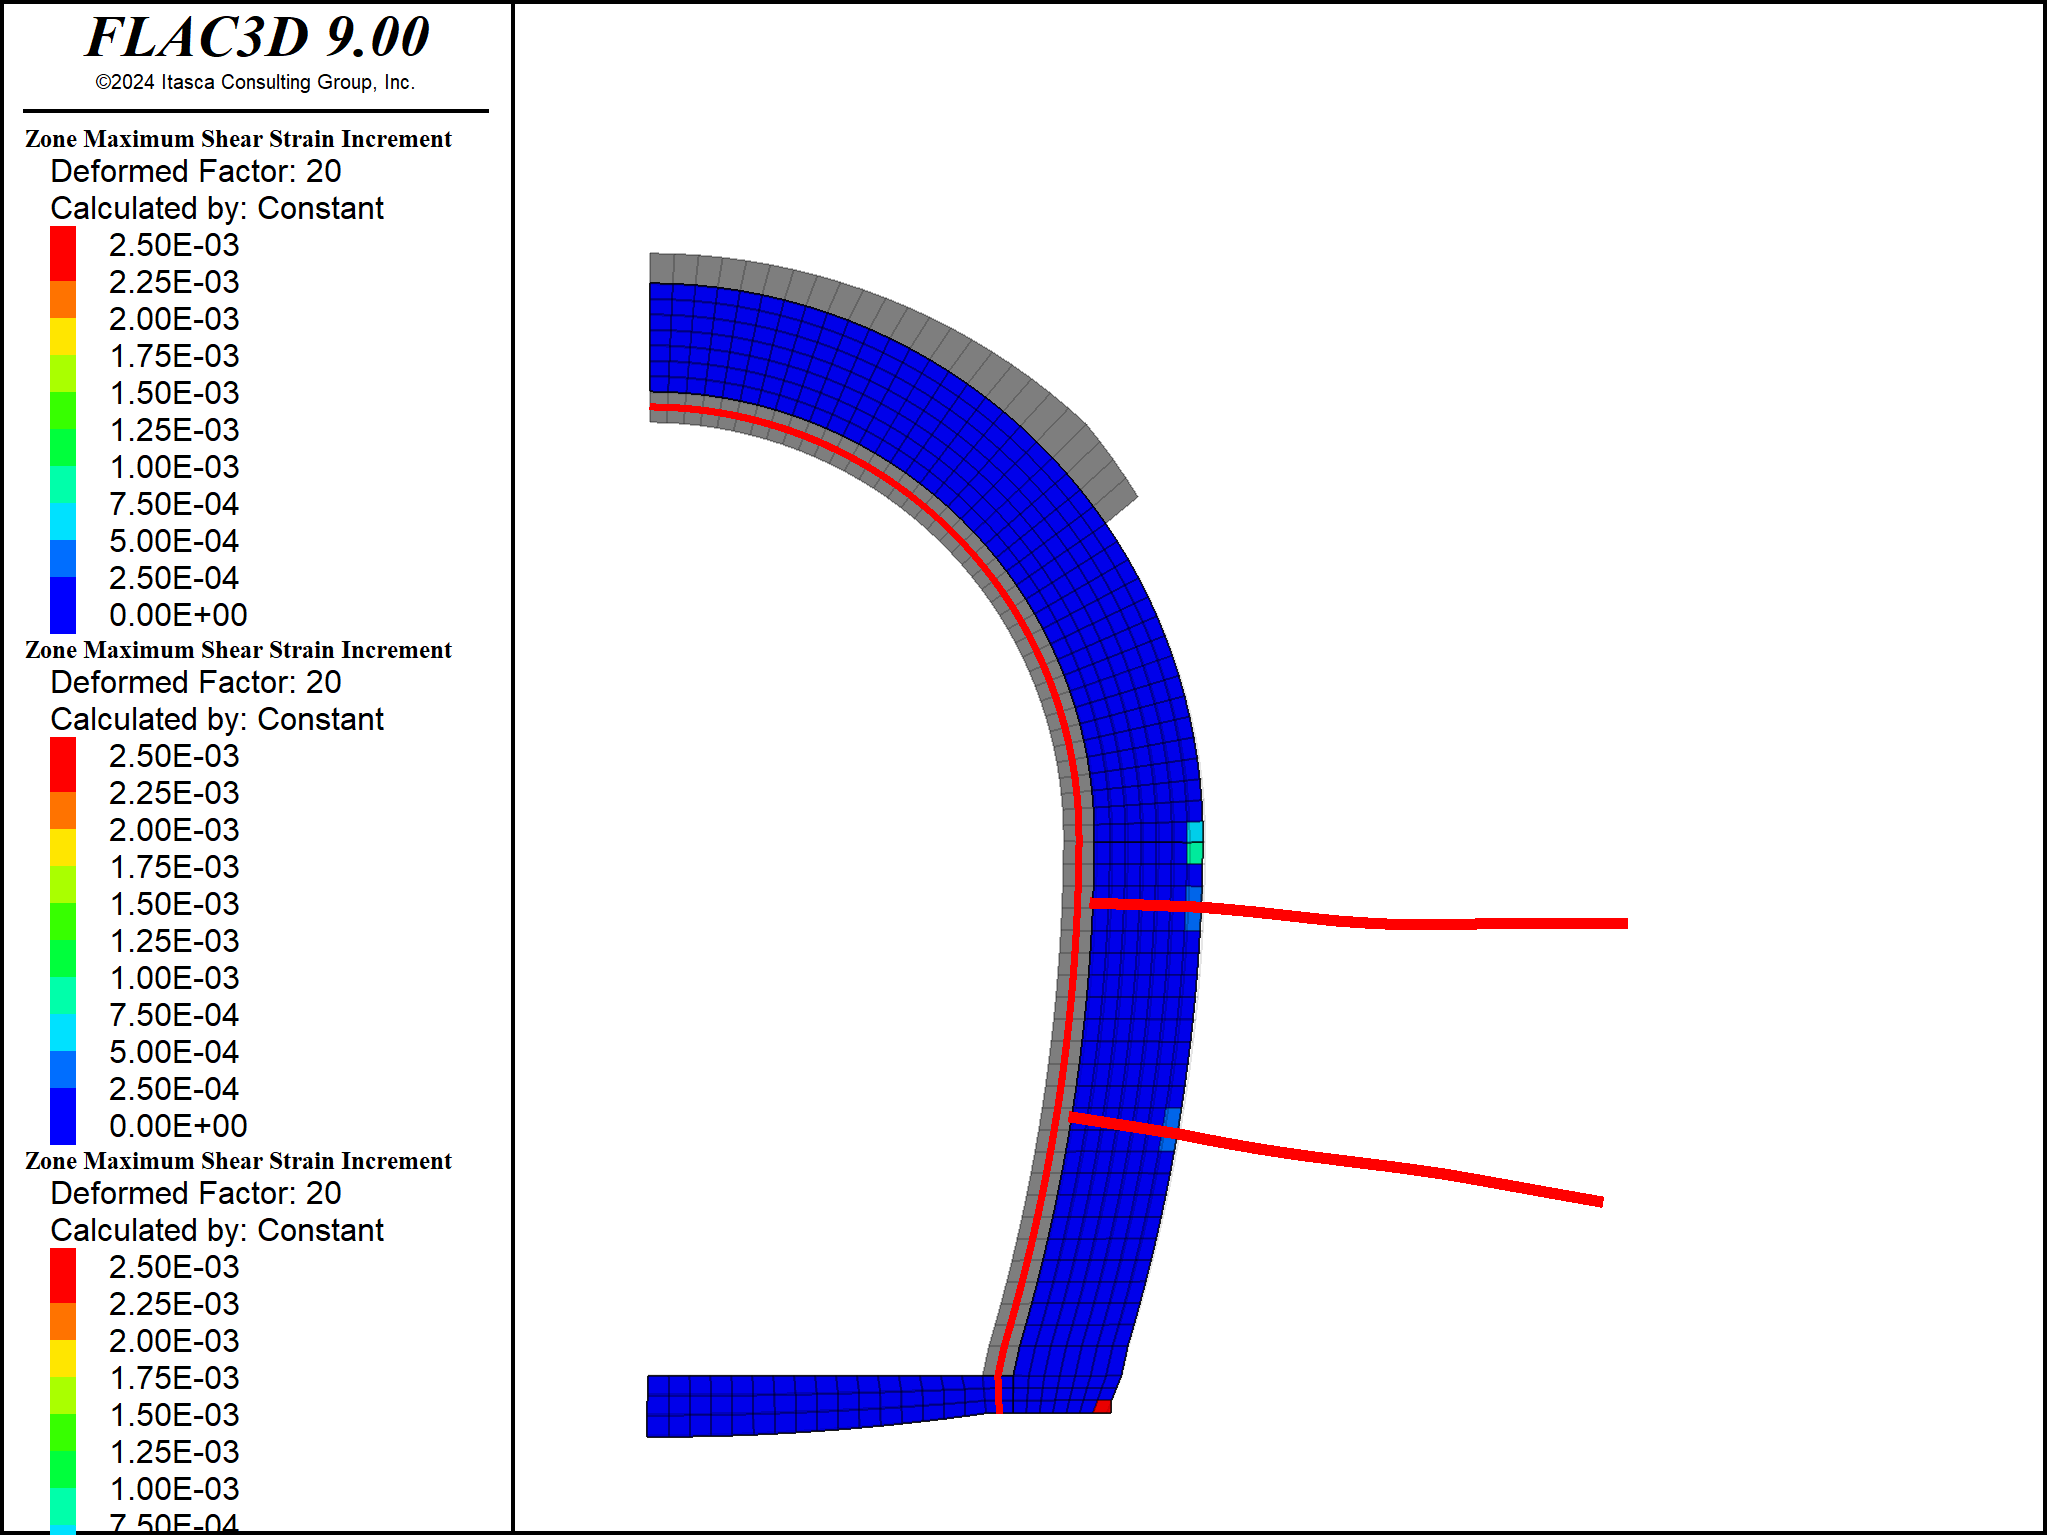 FLAC3D 9.00
©2024 Itasca Consulting Group, Inc.
Zone Maximum Shear Strain Increment
Deformed Factor: 20
Calculated by: Constant
2.50E-03
2.25E-03
2.00E-03
1.75E-03
1.50E-03
1.25E-03
1.00E-03
7.50E-04
5.00E-04
2.50E-04
0.00E+00
Zone Maximum Shear Strain Increment
Deformed Factor: 20
Calculated by: Constant
2.50E-03
2.25E-03
2.00E-03
1.75E-03
1.50E-03
1.25E-03
1.00E-03
7.50E-04
5.00E-04
2.50E-04
0.00E+00
Zone Maximum Shear Strain Increment
Deformed Factor: 20
Calculated by: Constant
2.50E-03
2.25E-03
2.00E-03
1.75E-03
1.50E-03
1.25E-03
1.00E-03
7.50E-04